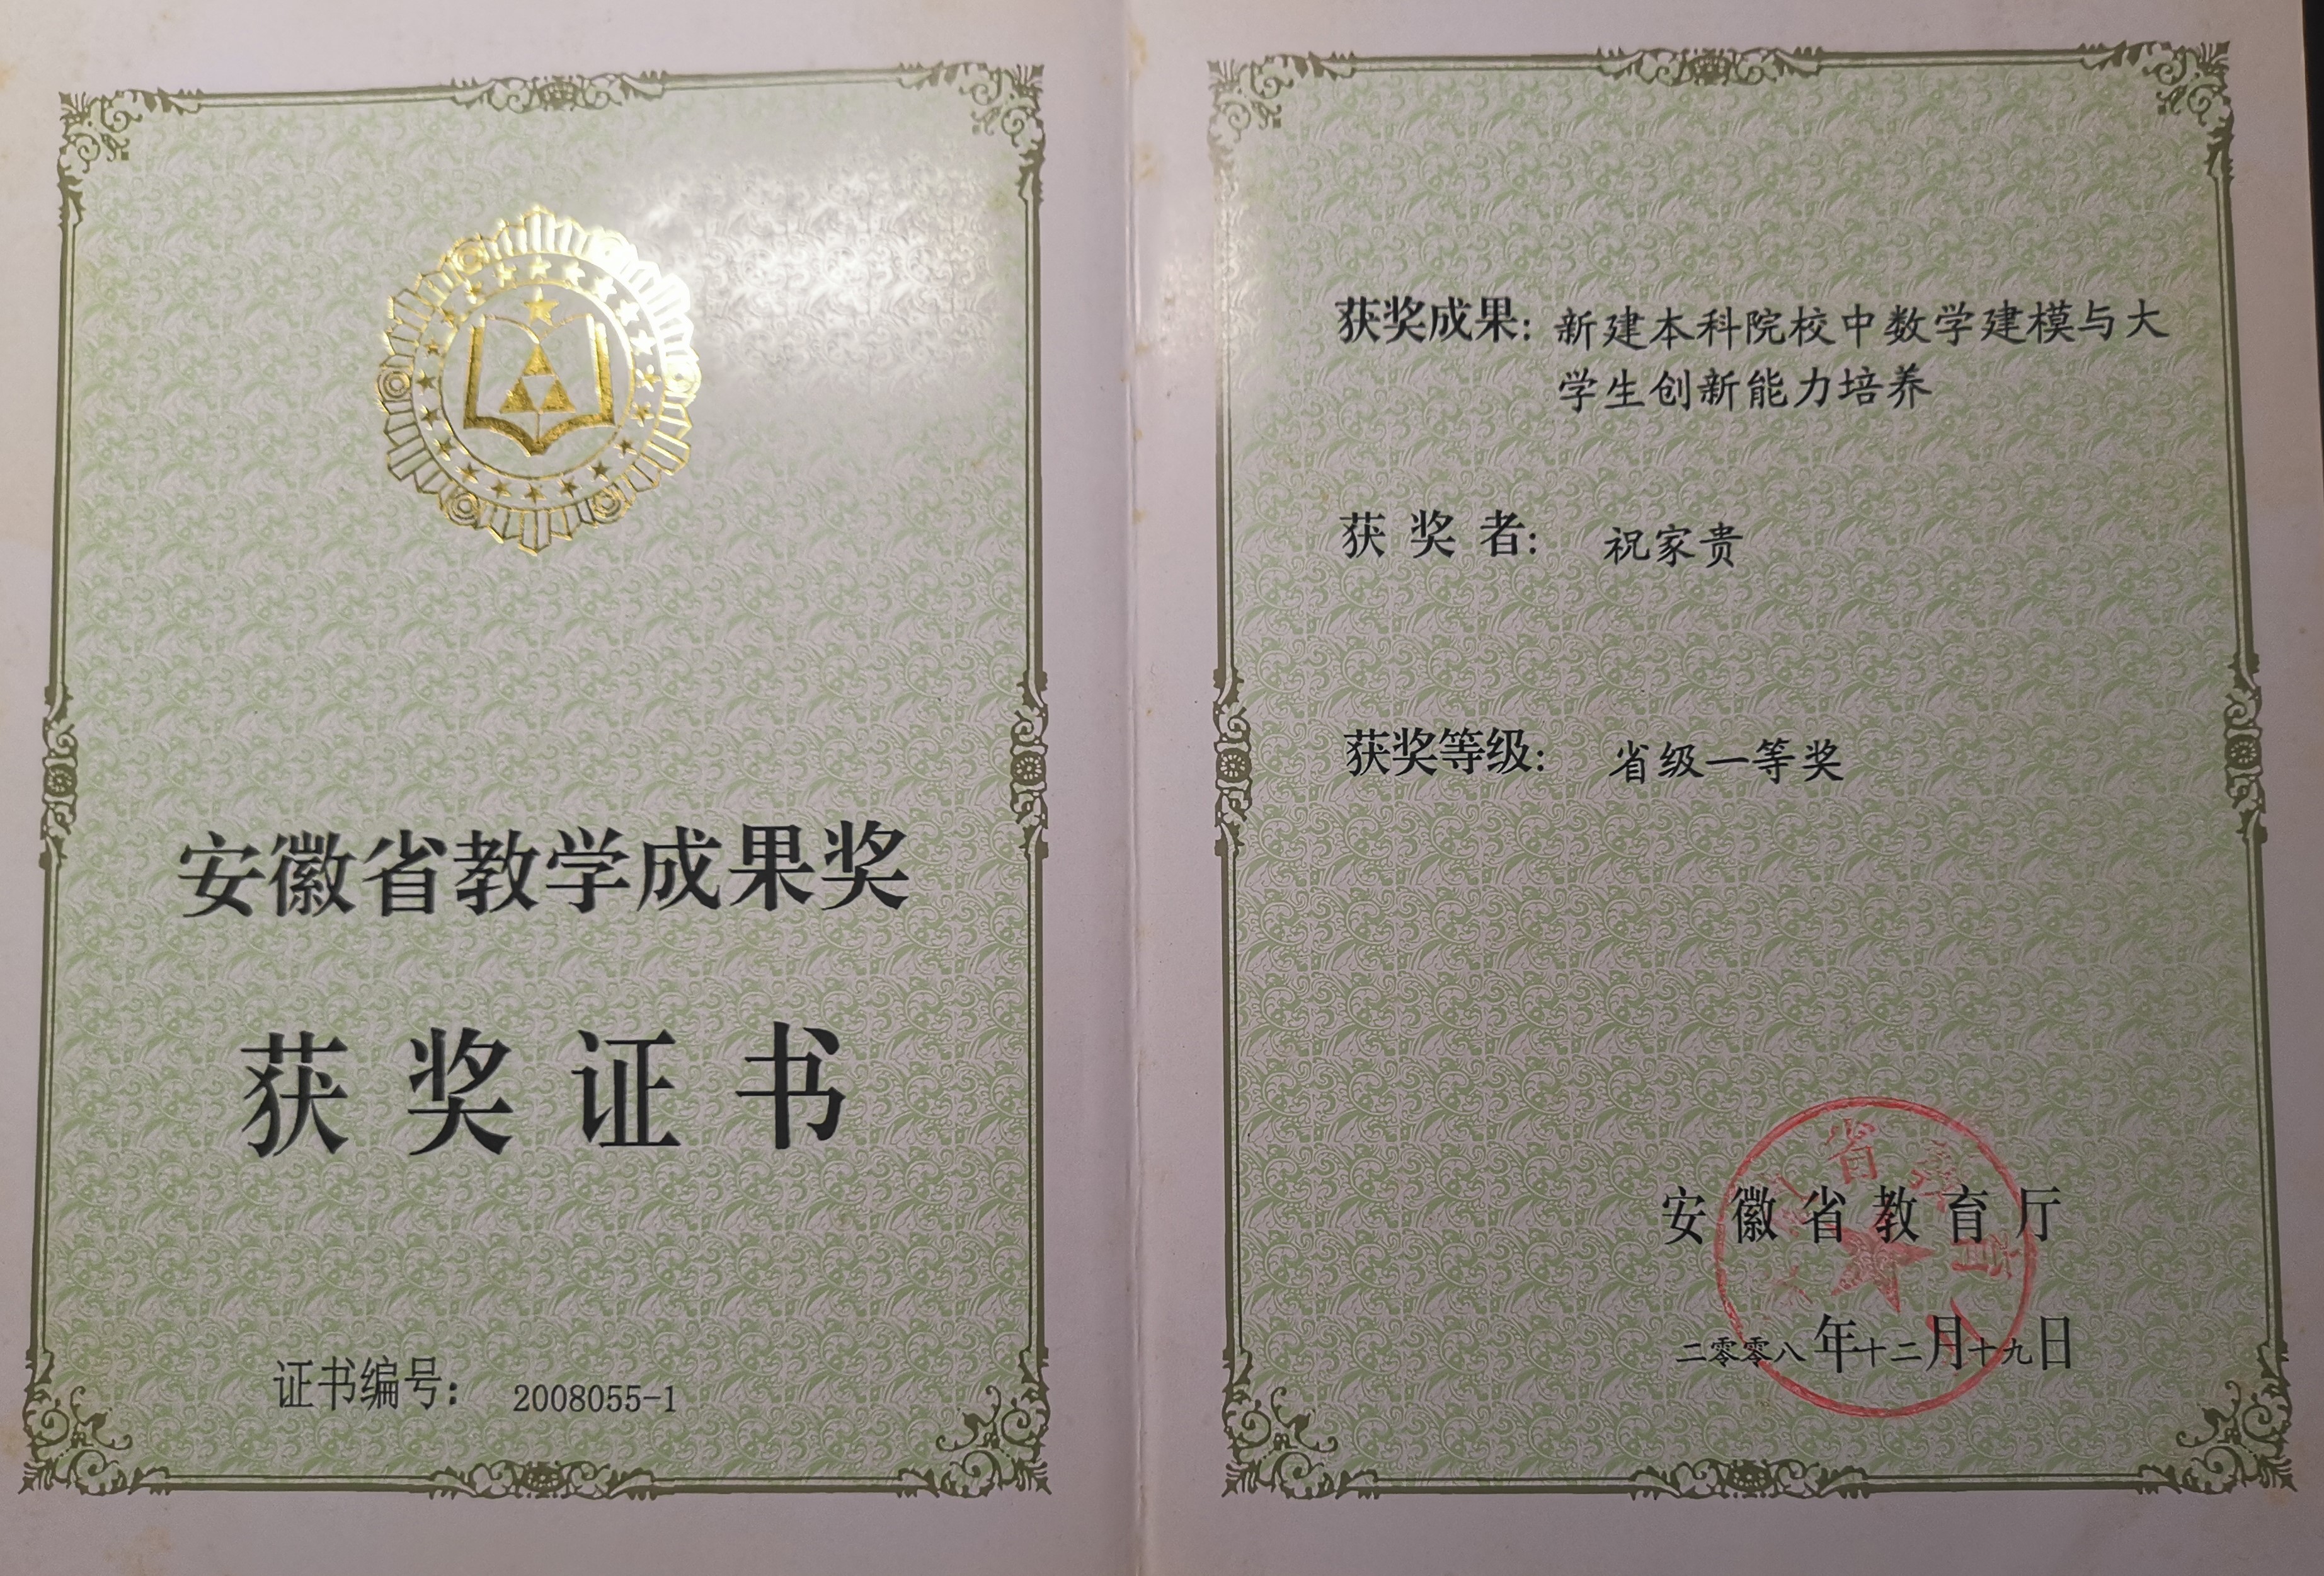 安徽省教学成果奖
获奖证书
证书编号： 2008055-1
获奖成果：新建本科院校中数学建模与大
学生创新能力培养
获奖者： 祝家贵
获奖等级： 省级一等奖
安徽省教育厅
二零零八年十二月十九日